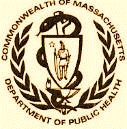 COMMONWEALTH OF MASSACHUSETTS
DEPARTMENT OF PUBLIC HEALTH